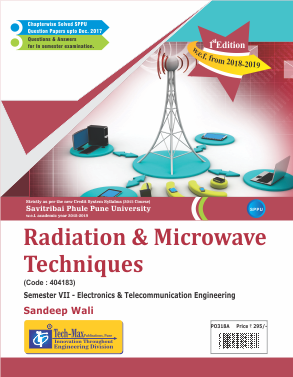 Chapterwise Solved SPPU
Question Papers upto Dec. 2017
Questions & Answers
for In semester examination.
1st Edition
w.e.f. from 2018-2019
Strictly as per the new Credit System Syllabus (2015 Course)
Savitribai Phule Pune University
w.e.f. academic year 2018-2019
SPPU
Radiation & Microwave
Techniques
(Code : 404183)
Semester VII - Electronics & Telecommunication Engineering
Sandeep Wali
Tech-Max Publications, Pune
Innovation Throughout
Engineering Division
PO318A Price ₹ 295/-